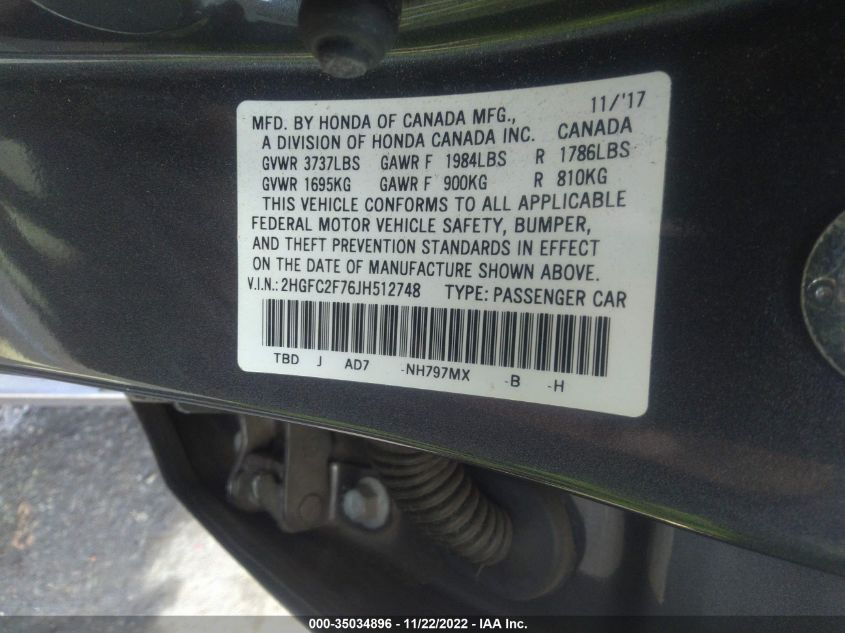 11/'17
MFD. BY HONDA OF CANADA MFG.,
A DIVISION OF HONDA CANADA INC. CANADA
GVWR 3737LBS GAWR F 1984LBS R 1786LBS
GVWR 1695KG GAWR F 900KG R 810KG
THIS VEHICLE CONFORMS TO ALL APPLICABLE
FEDERAL MOTOR VEHICLE SAFETY, BUMPER,
AND THEFT PREVENTION STANDARDS IN EFFECT
ON THE DATE OF MANUFACTURE SHOWN ABOVE.
V.I.N.: 2HGFC2F76JH512748 TYPE: PASSENGER CAR
TBD J AD7 -NH797MX -B -H
000-35034896 - 11/22/2022 - IAA Inc.